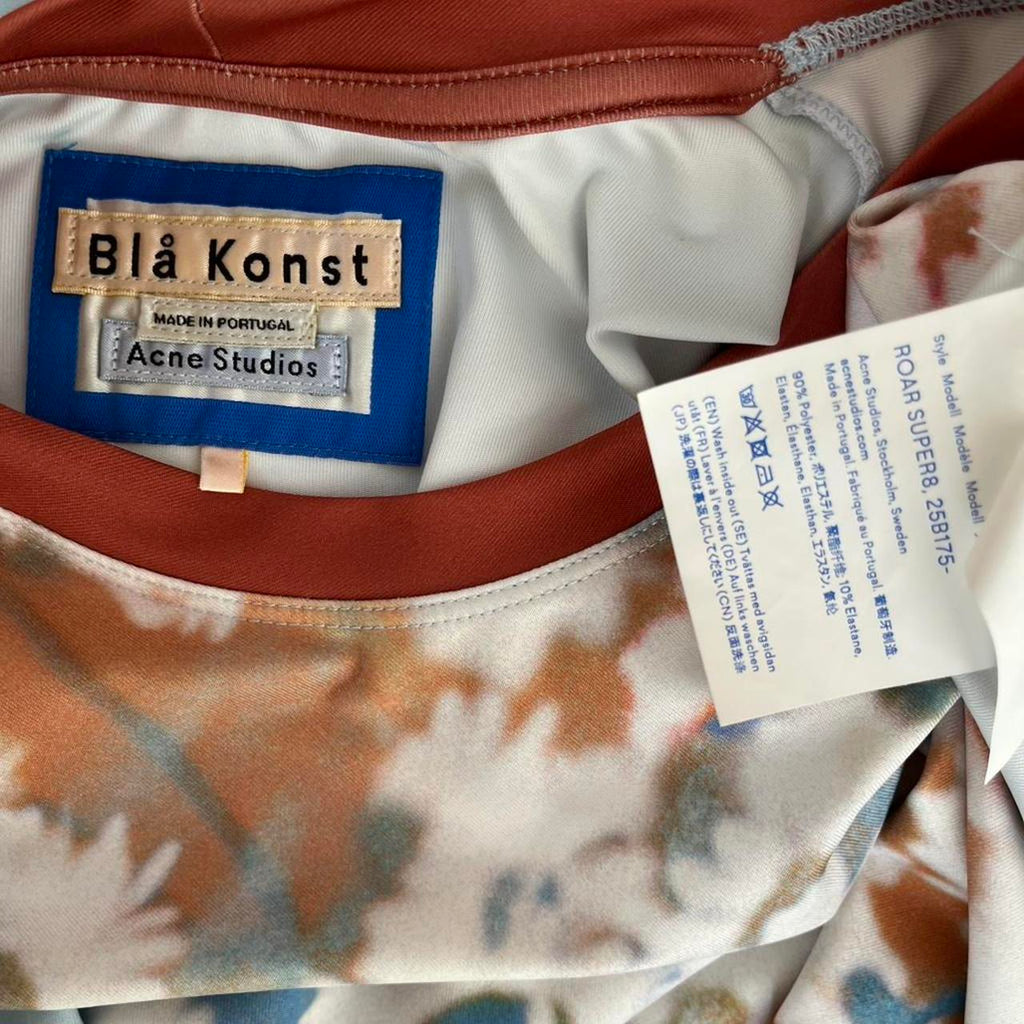 Blå Konst
MADE IN PORTUGAL
Acne Studios
Style Modell Modèle Modell
ROAR SUPER8, 25B175-
Acne Studios, Stockholm, Sweden
acnestudios.com
Made in Portugal. Fabriqué au Portugal. 葡萄牙制造.
90% Polyester, ポリエステル, 聚酯纤维, 10% Elastane,
Elastan, Élasthane, Elasthan, エラスタン, 氨纶
(EN) Wash inside out (SE) Tvättas med avigsidan
utåt (FR) Laver à l'envers (DE) Auf links waschen
(JP) 洗濯の際は裏返しにしてください (CN) 反面洗涤